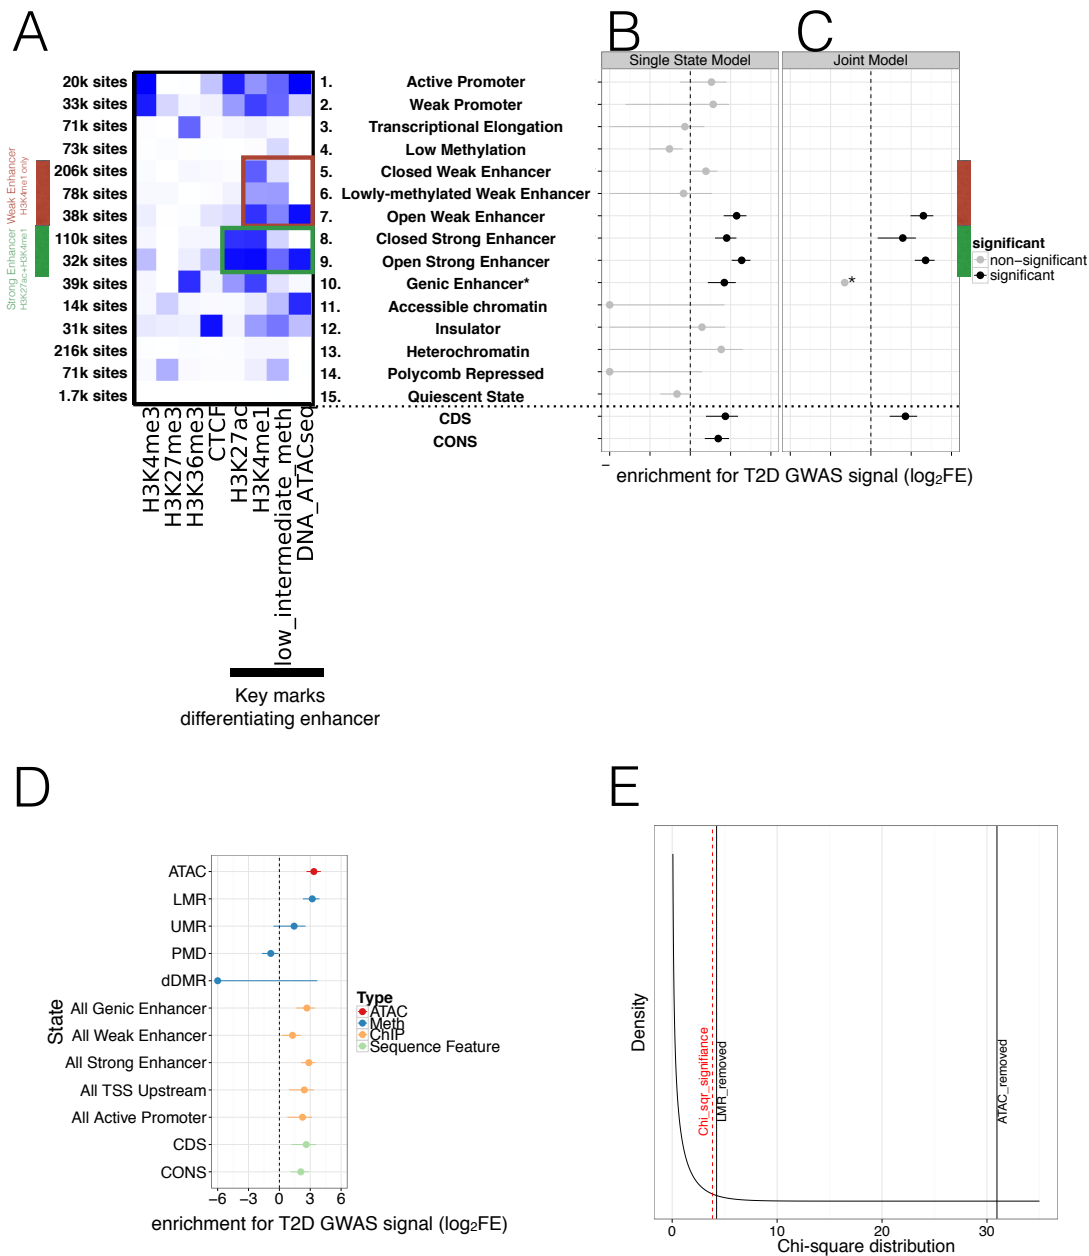 A
B
C
Single State Model
Joint Model
20k sites
1.
Active Promoter
33k sites
2.
Weak Promoter
71k sites
3.
Transcriptional Elongation
73k sites
4.
Low Methylation
206k sites
5.
Closed Weak Enhancer
78k sites
6.
Lowly-methylated Weak Enhancer
38k sites
7.
Open Weak Enhancer
110k sites
8.
Closed Strong Enhancer
32k sites
9.
Open Strong Enhancer
39k sites
10.
Genic Enhancer*
*
14k sites
11.
Accessible chromatin
31k sites
12.
Insulator
216k sites
13.
Heterochromatin
71k sites
14.
Polycomb Repressed
1.7k sites
15.
Quiescent State
CDS
CONS
Weak Enhancer
H3K4me1 only
Strong Enhancer
H3K27ac+H3K4me1
significant
non-significant
significant
H3K4me3
H3K27me3
H3K36me3
CTCF
H3K27ac
H3K4me1
low_intermediate_meth
DNA_ATACseq
enrichment for T2D GWAS signal (log₂FE)
Key marks
differentiating enhancer
D
E
State
ATAC
LMR
UMR
PMD
dDMR
All Genic Enhancer
All Weak Enhancer
All Strong Enhancer
All TSS Upstream
All Active Promoter
CDS
CONS
−6 −3 0 3 6
enrichment for T2D GWAS signal (log₂FE)
Type
ATAC
Meth
ChIP
Sequence Feature
Density
Chi_sqr_signifiance
LMR_removed
ATAC_removed
0 10 20 30
Chi-square distribution